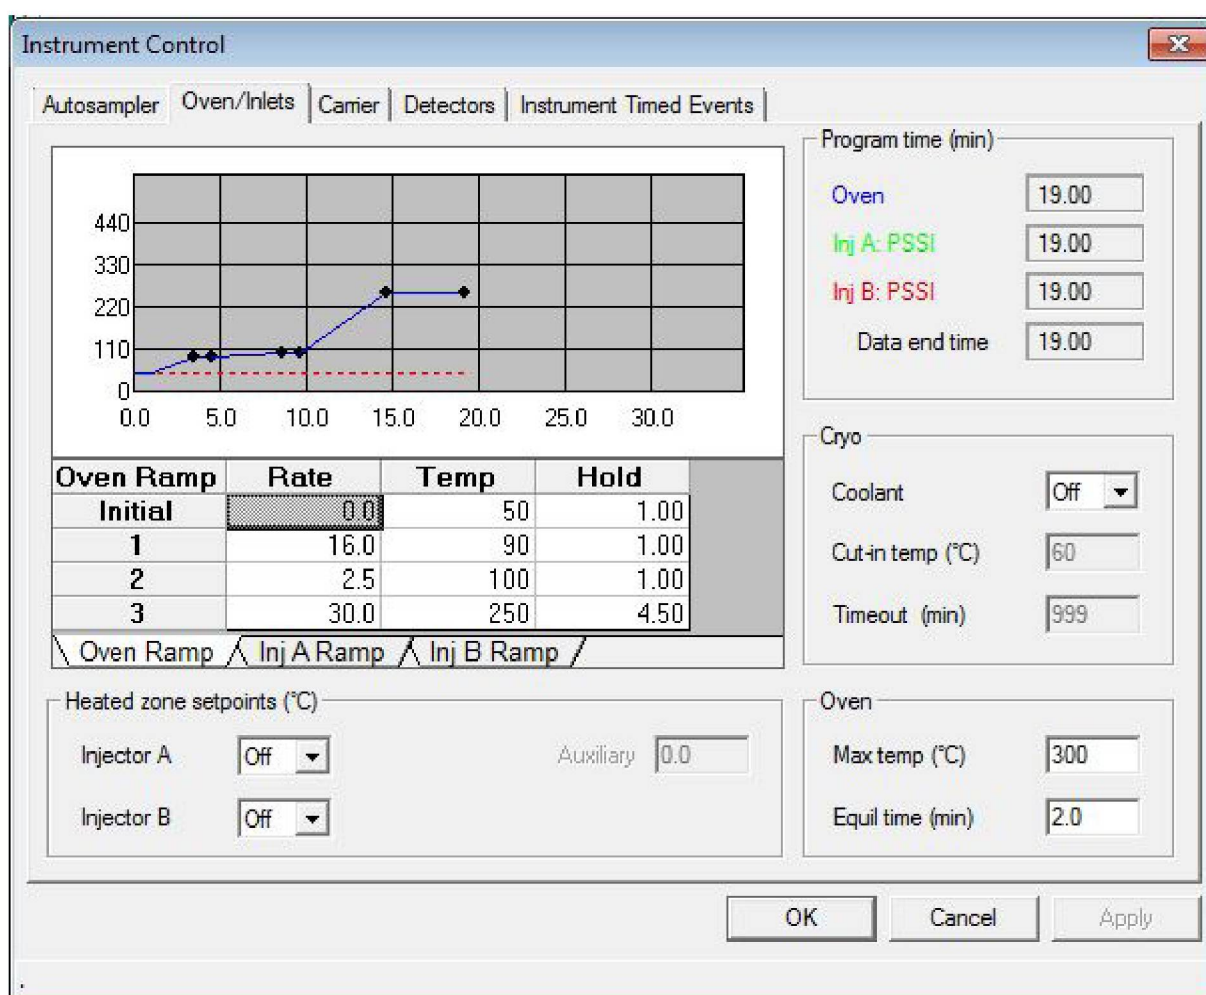 Instrument Control
Autosampler Oven/Inlets Carrier Detectors Instrument Timed Events
440
330
220
110
0
0.0 5.0 10.0 15.0 20.0 25.0 30.0
Oven Ramp Rate Temp Hold
Initial 0.0 50 1.00
1 16.0 90 1.00
2 2.5 100 1.00
3 30.0 250 4.50
Oven Ramp Inj A Ramp Inj B Ramp
Program time (min)
Oven 19.00
Inj A: PSSI 19.00
Inj B: PSSI 19.00
Data end time 19.00
Cryo
Coolant Off
Cut-in temp (°C) 60
Timeout (min) 999
Heated zone setpoints (°C)
Injector A Off Auxiliary 0.0
Injector B Off
Oven
Max temp (°C) 300
Equil time (min) 2.0
OK Cancel Apply